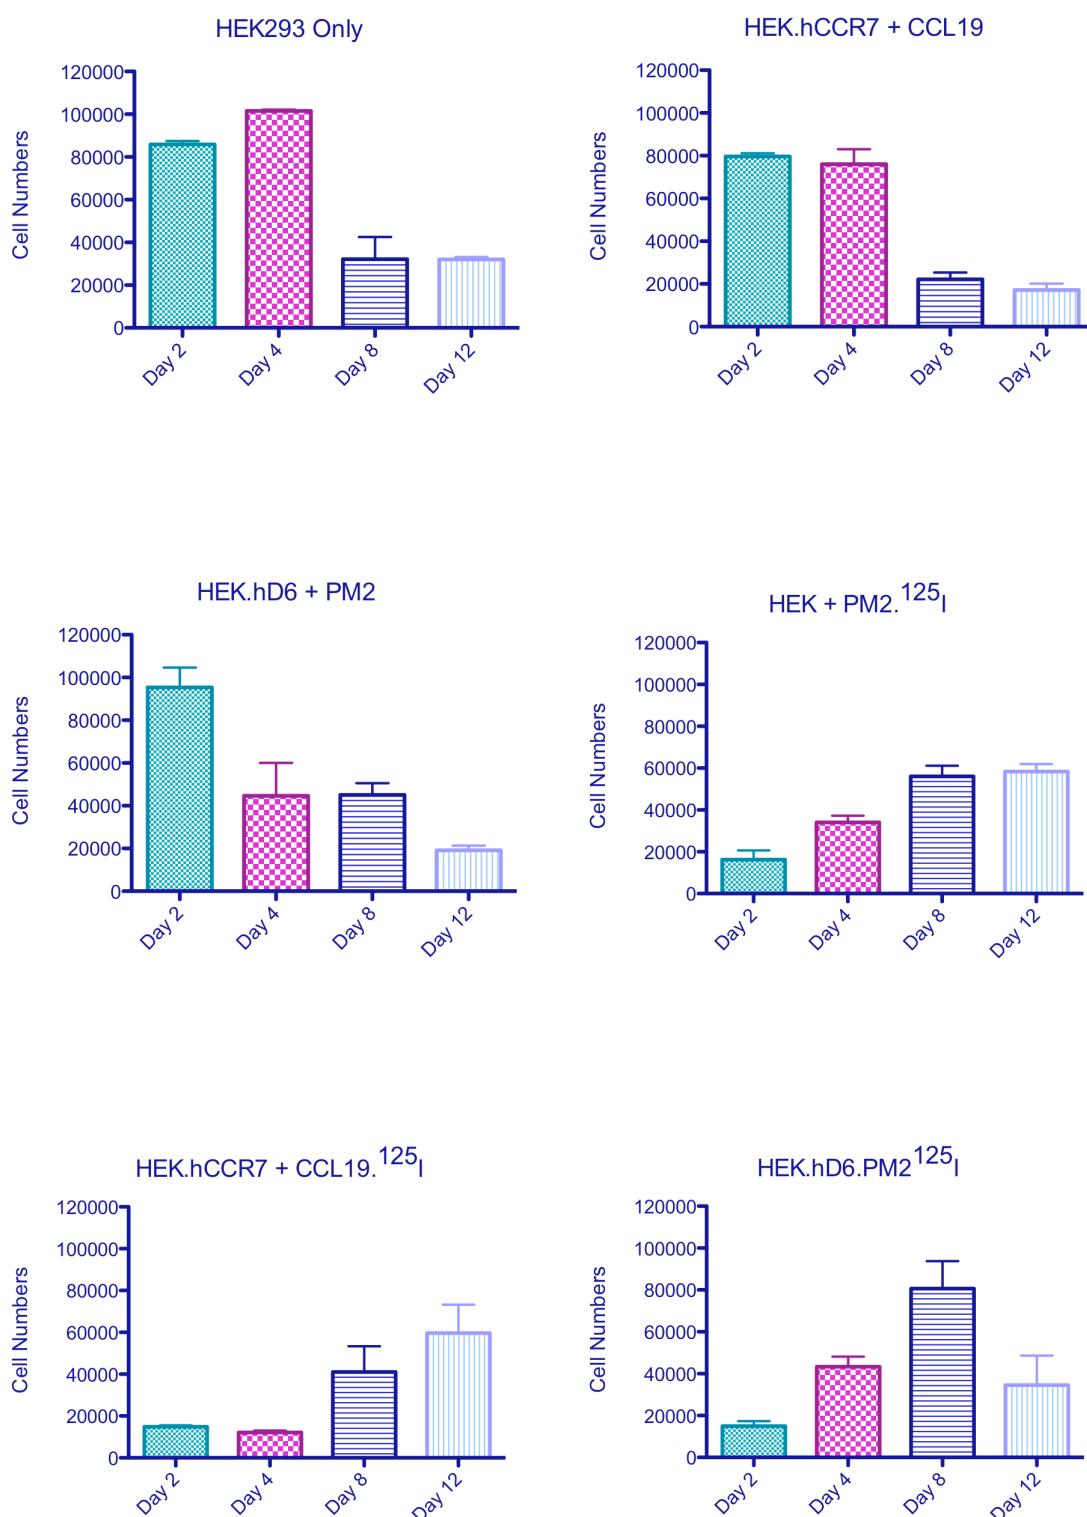 HEK293 Only
Cell Numbers
120000
100000
80000
60000
40000
20000
0
Day 2
Day 4
Day 8
Day 12
HEK.hCCR7 + CCL19
Cell Numbers
120000
100000
80000
60000
40000
20000
0
Day 2
Day 4
Day 8
Day 12
HEK.hD6 + PM2
Cell Numbers
120000
100000
80000
60000
40000
20000
0
Day 2
Day 4
Day 8
Day 12
HEK + PM2.¹²⁵I
Cell Numbers
120000
100000
80000
60000
40000
20000
0
Day 2
Day 4
Day 8
Day 12
HEK.hCCR7 + CCL19.¹²⁵I
Cell Numbers
120000
100000
80000
60000
40000
20000
0
Day 2
Day 4
Day 8
Day 12
HEK.hD6.PM2¹²⁵I
Cell Numbers
120000
100000
80000
60000
40000
20000
0
Day 2
Day 4
Day 8
Day 12